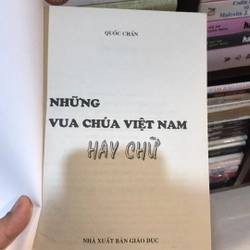 QUỐC CHẤN
NHỮNG
VUA CHÚA VIỆT NAM
HAY CHỮ
NHÀ XUẤT BẢN GIÁO DỤC